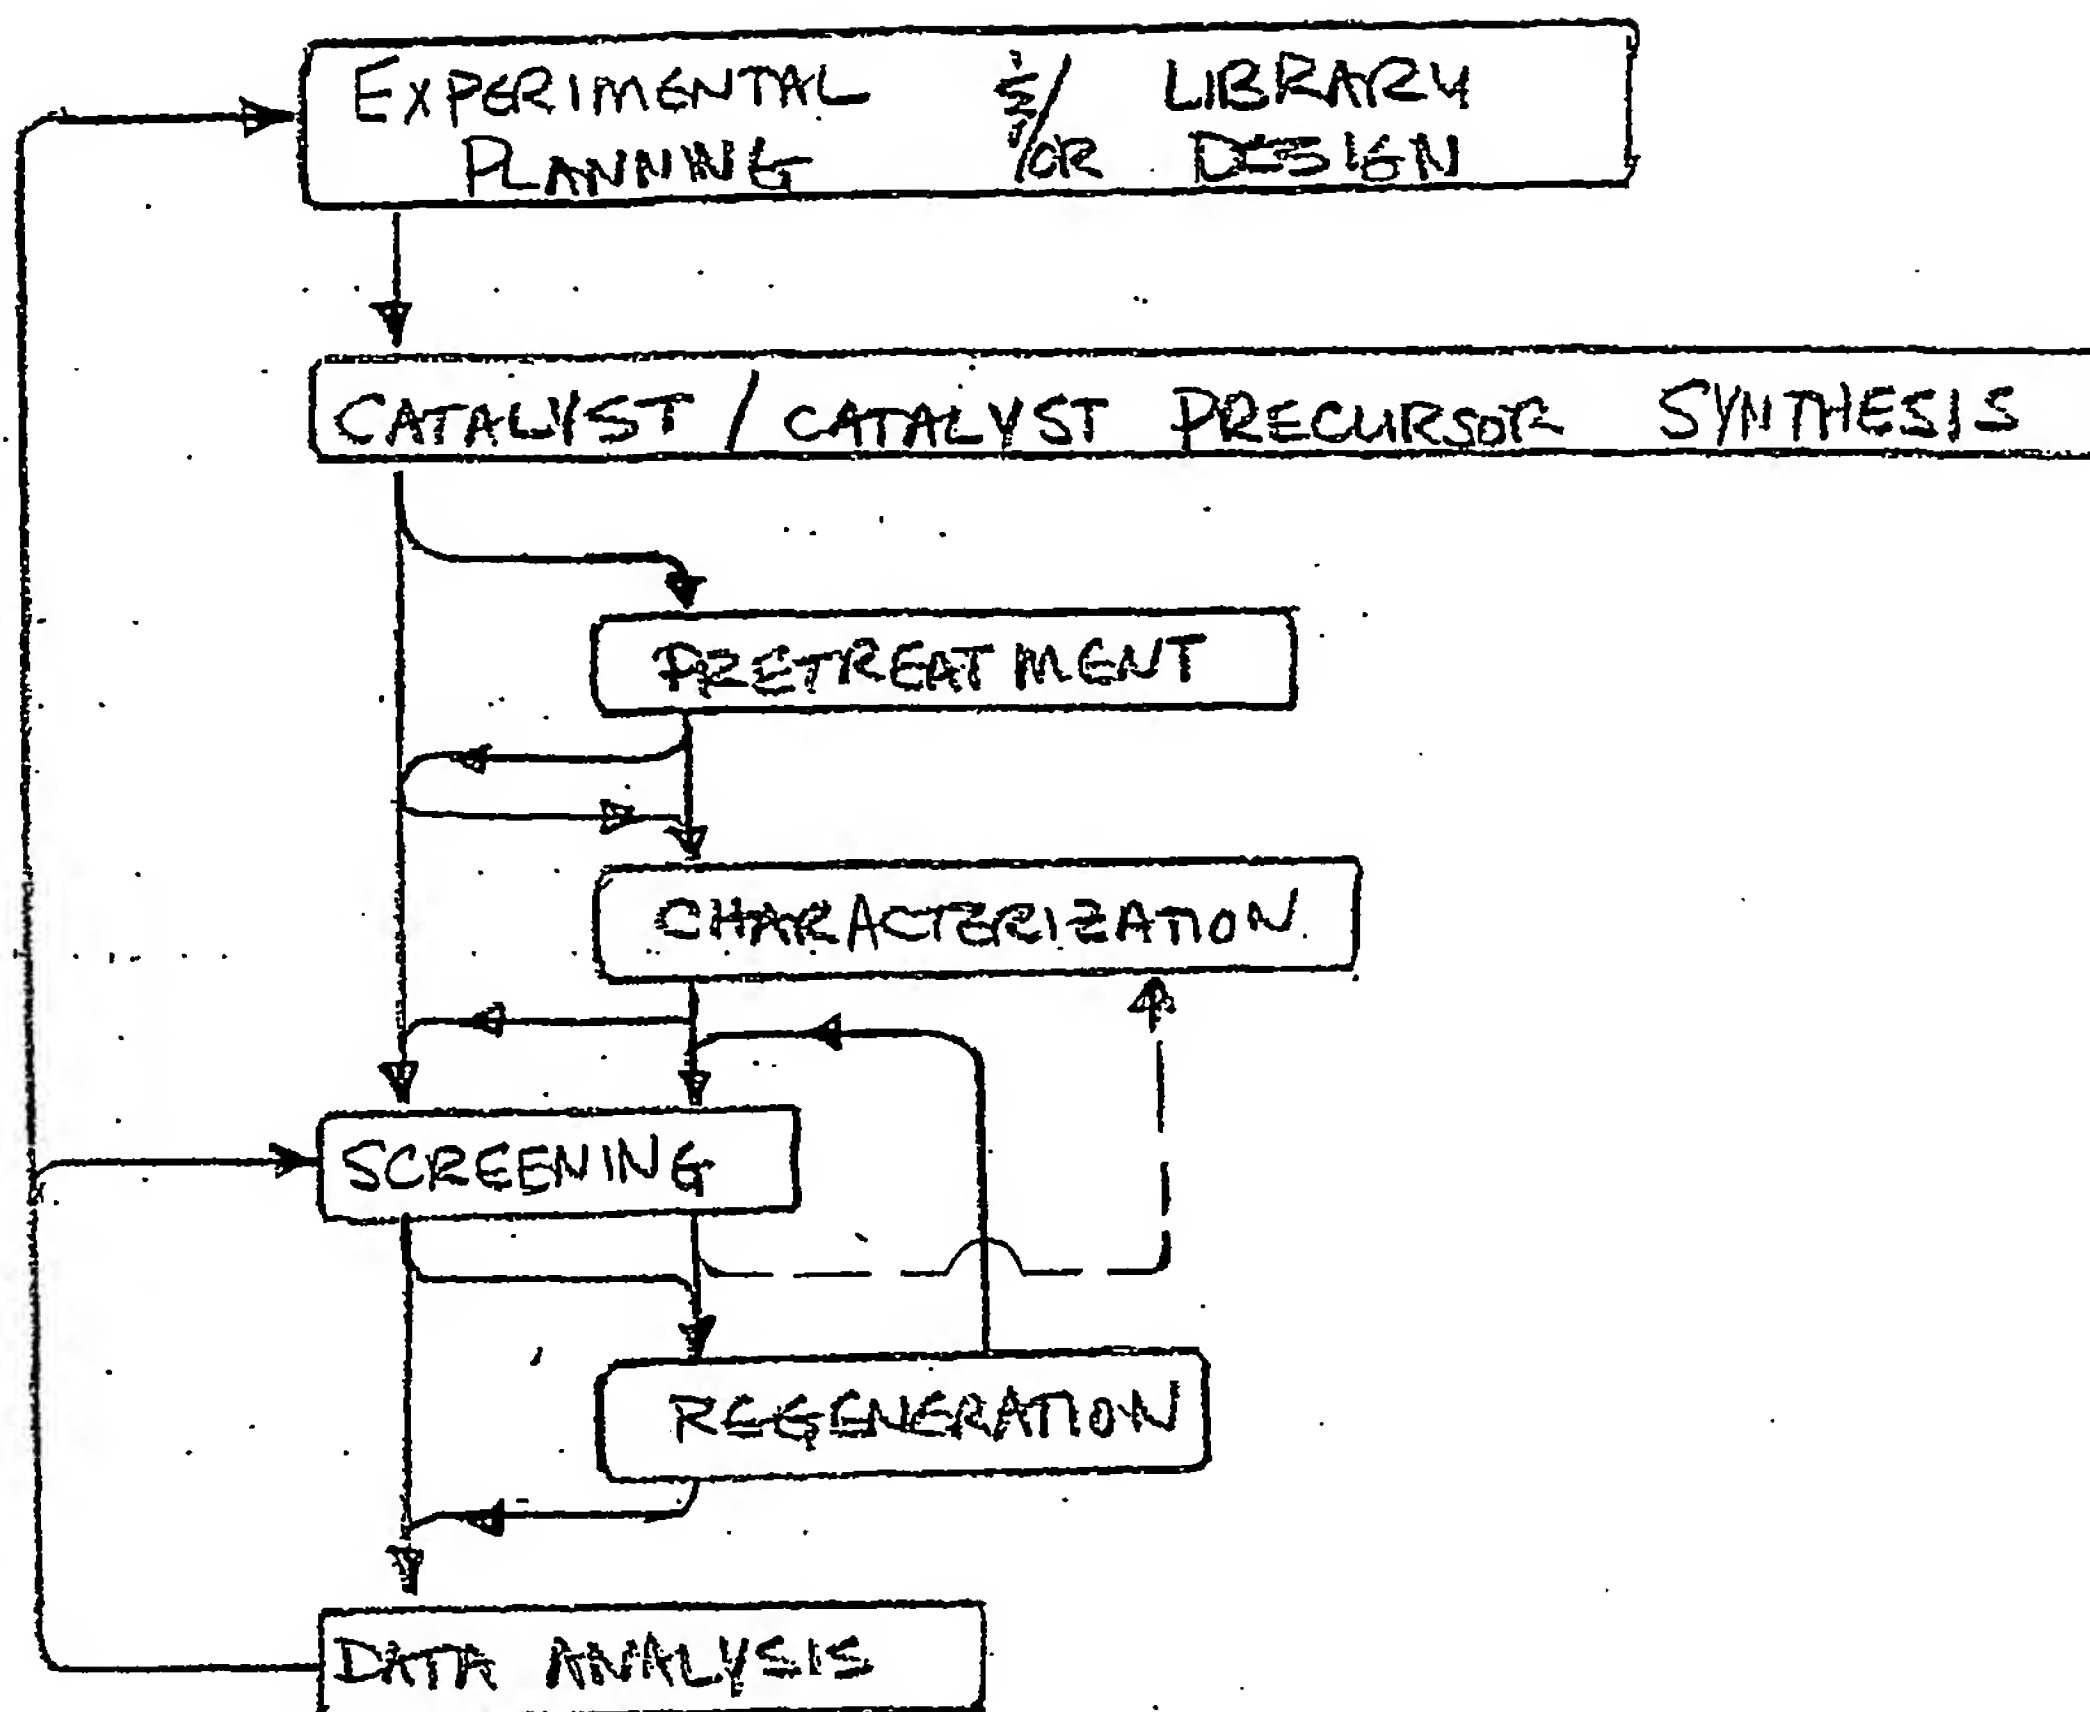 EXPERIMENTAL &/OR LIBRARY
PLANNING DESIGN
CATALYST / CATALYST PRECURSOR SYNTHESIS
PRETREATMENT
CHARACTERIZATION
SCREENING
REGENERATION
DATA ANALYSIS